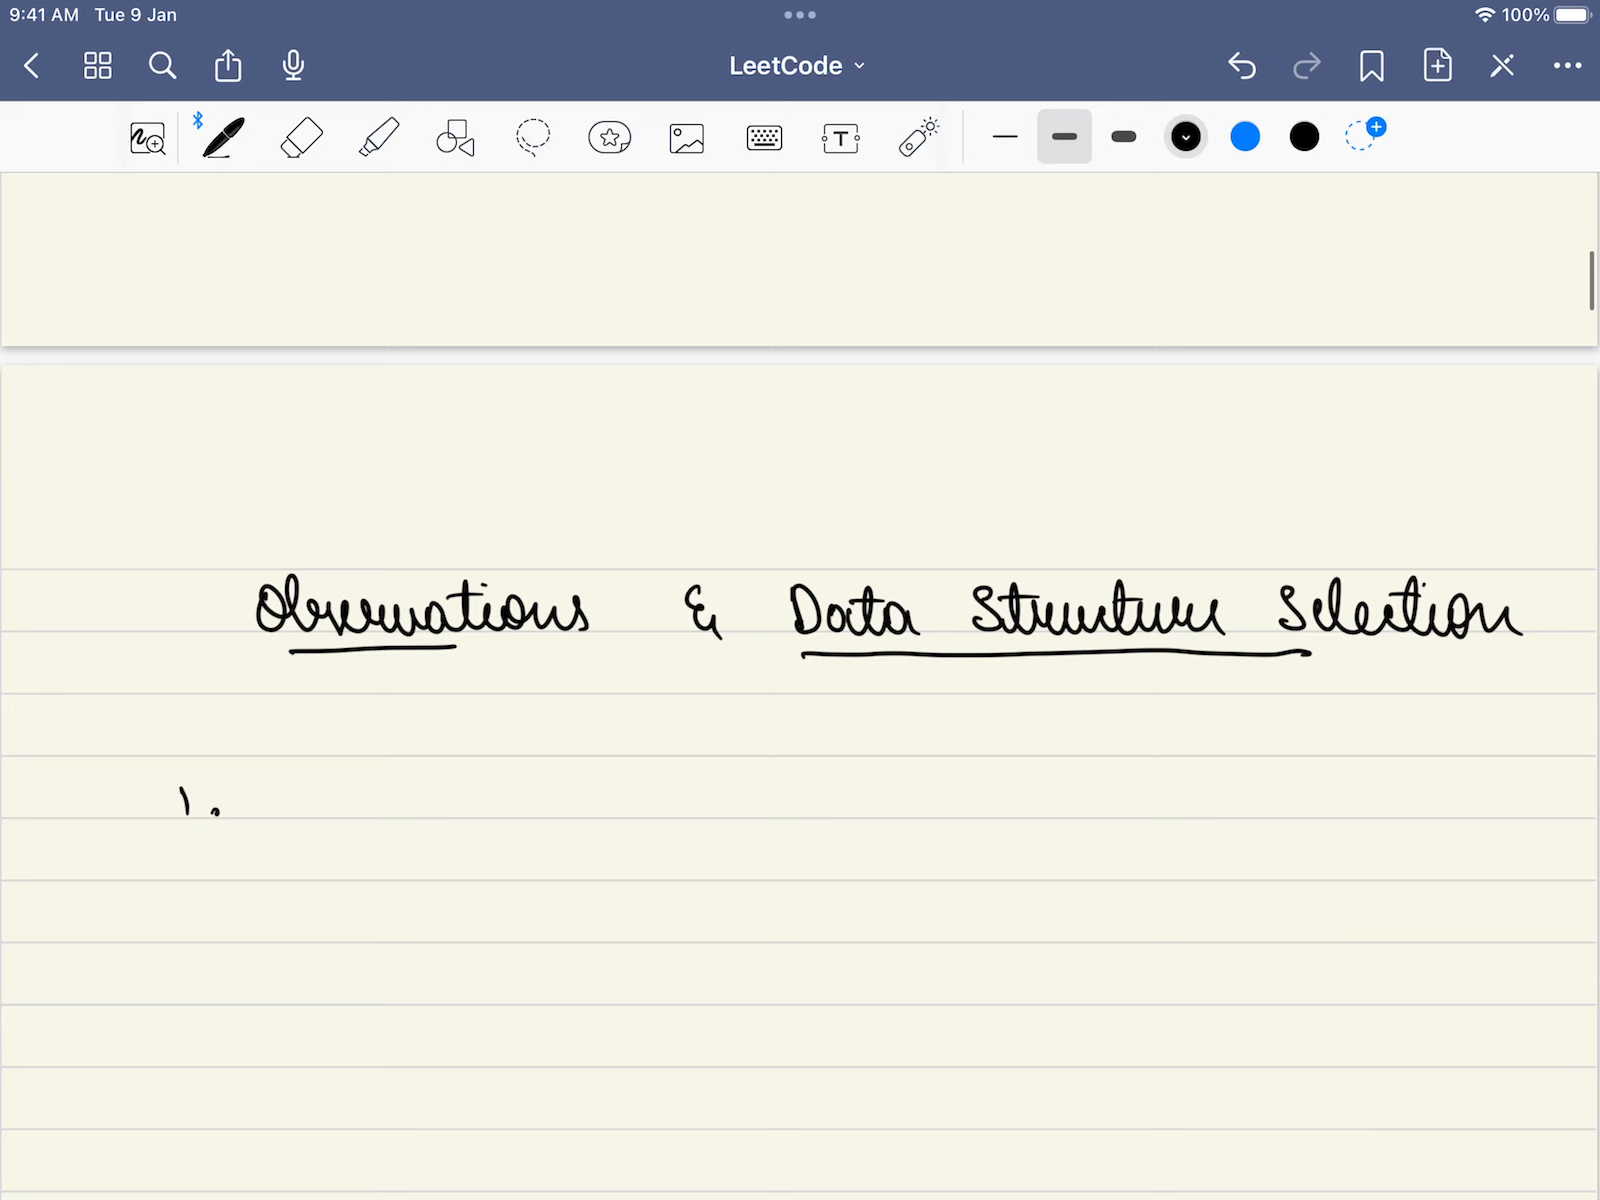 9:41 AM Tue 9 Jan
100%
LeetCode
T
Observations & Data Structure Selection
1.